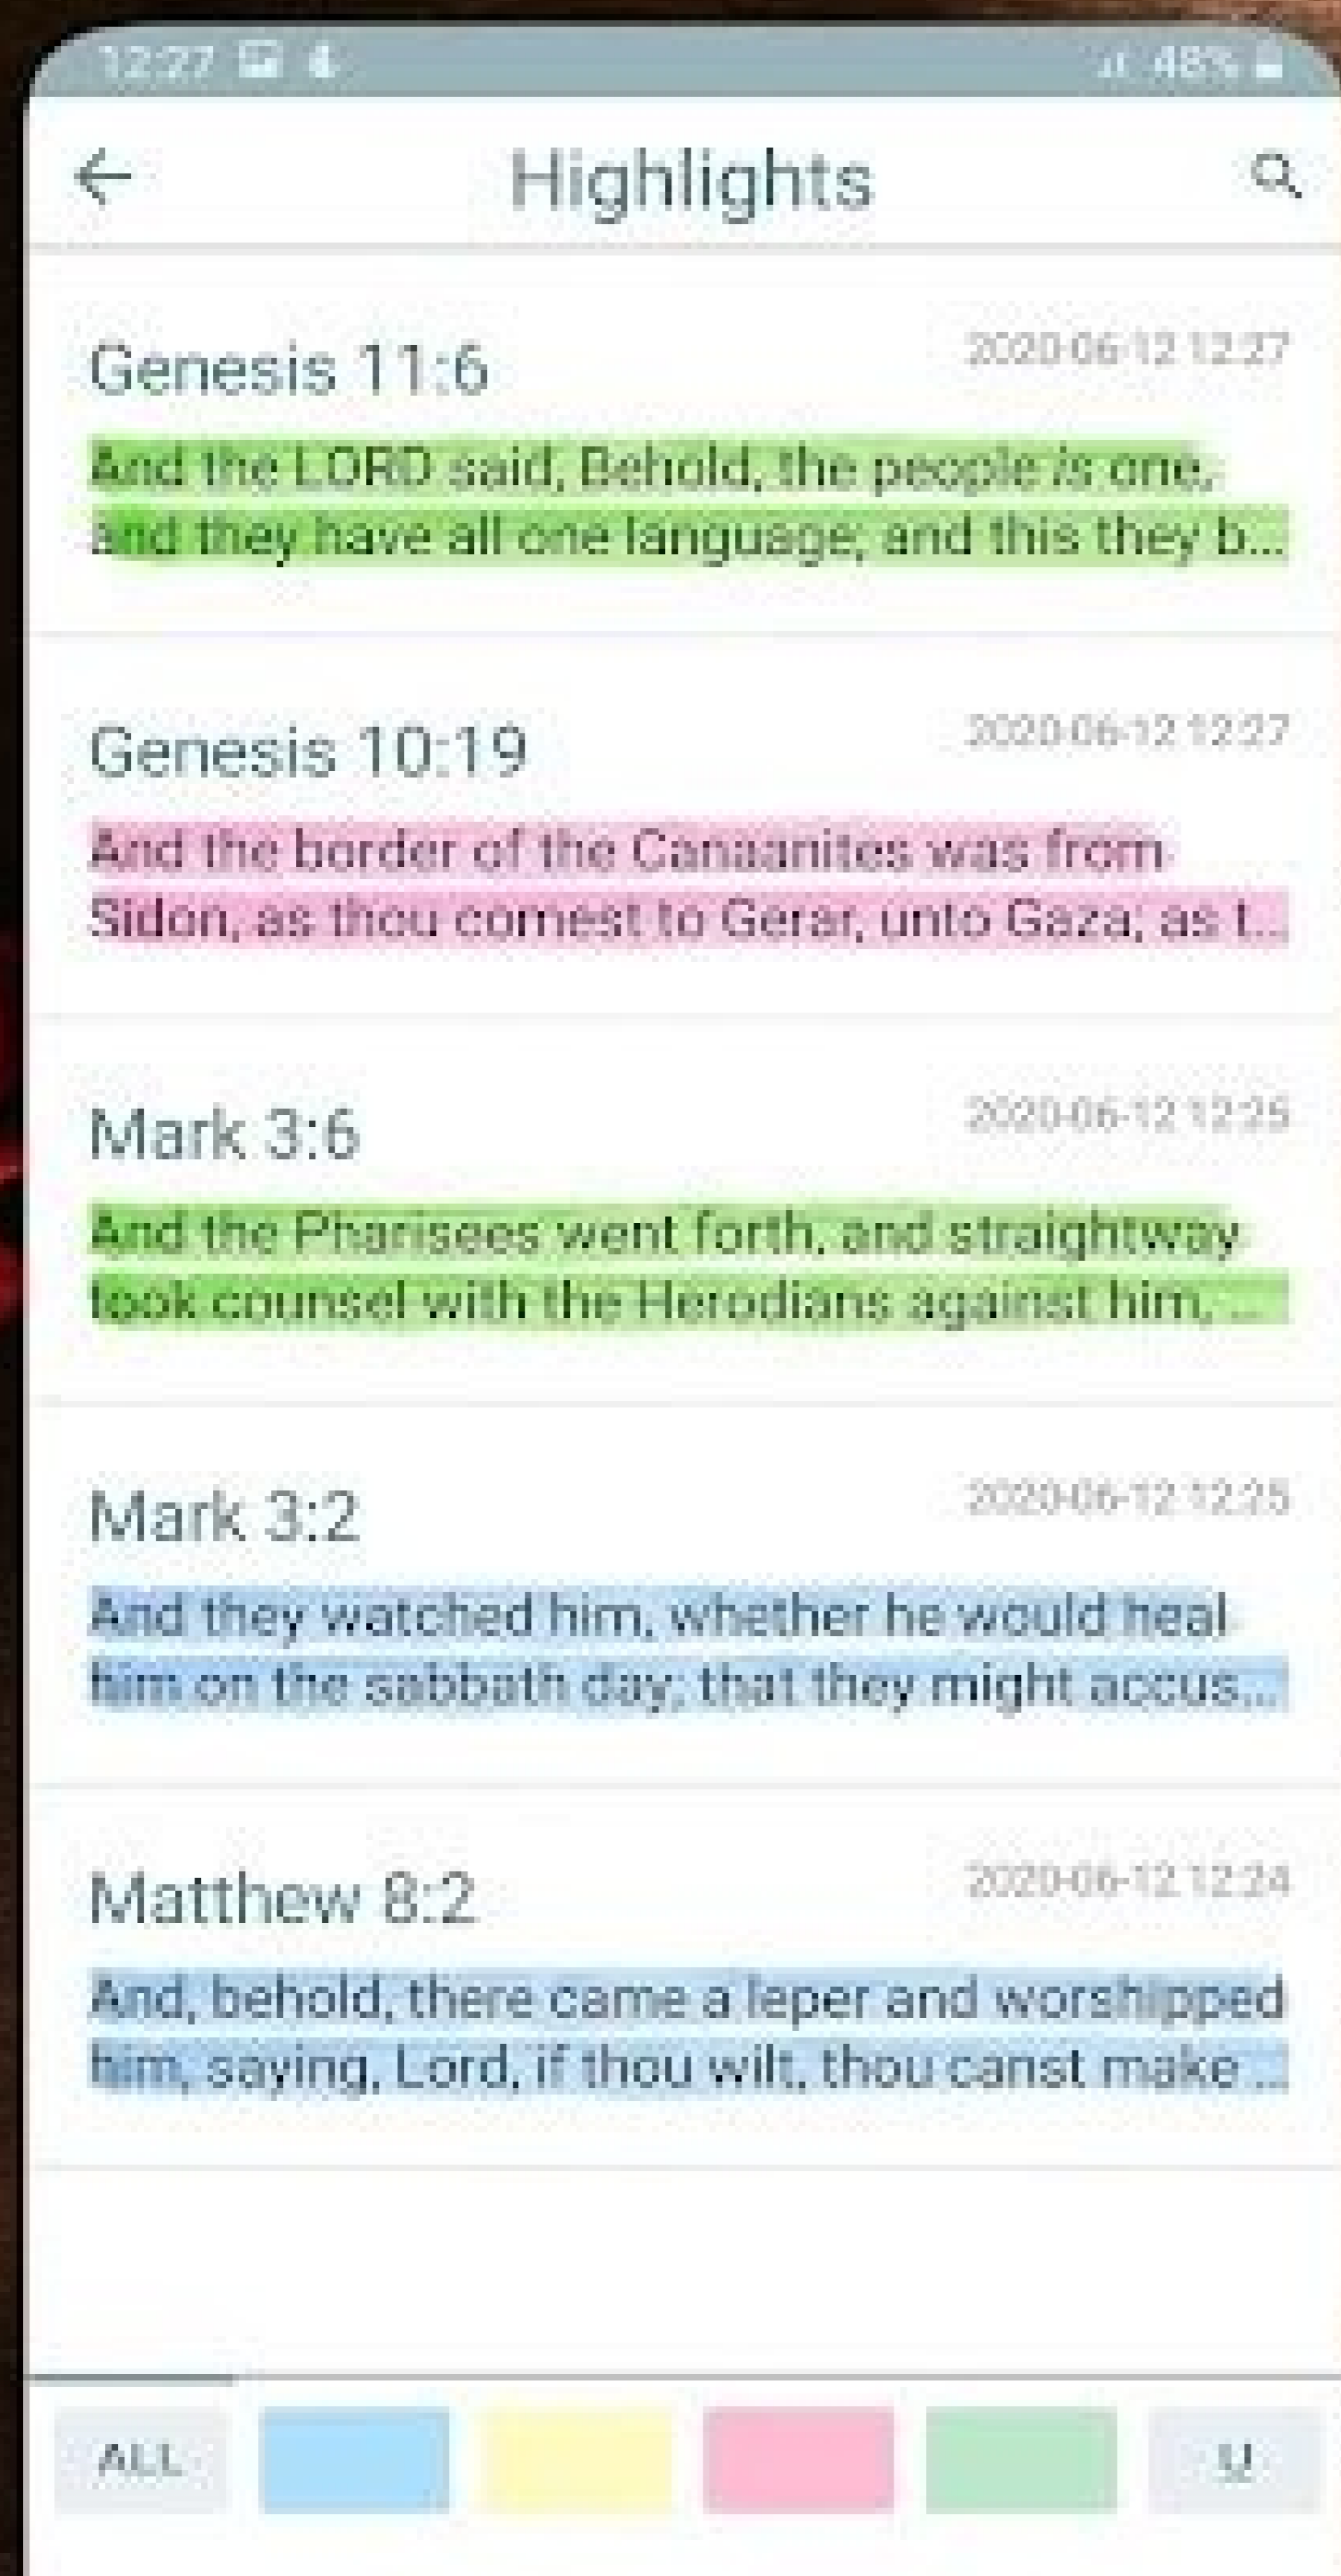 12:27 48%
Highlights
Genesis 11:6
2020-06-12 12:27
And the LORD said, Behold, the people is one,
and they have all one language; and this they b...
Genesis 10:19
2020-06-12 12:27
And the border of the Canaanites was from
Sidon, as thou comest to Gerar, unto Gaza; as t...
Mark 3:6
2020-06-12 12:25
And the Pharisees went forth, and straightway
took counsel with the Herodians against him, ...
Mark 3:2
2020-06-12 12:25
And they watched him, whether he would heal
him on the sabbath day; that they might accus...
Matthew 8:2
2020-06-12 12:24
And, behold, there came a leper and worshipped
him, saying, Lord, if thou wilt, thou canst make ...
ALL U